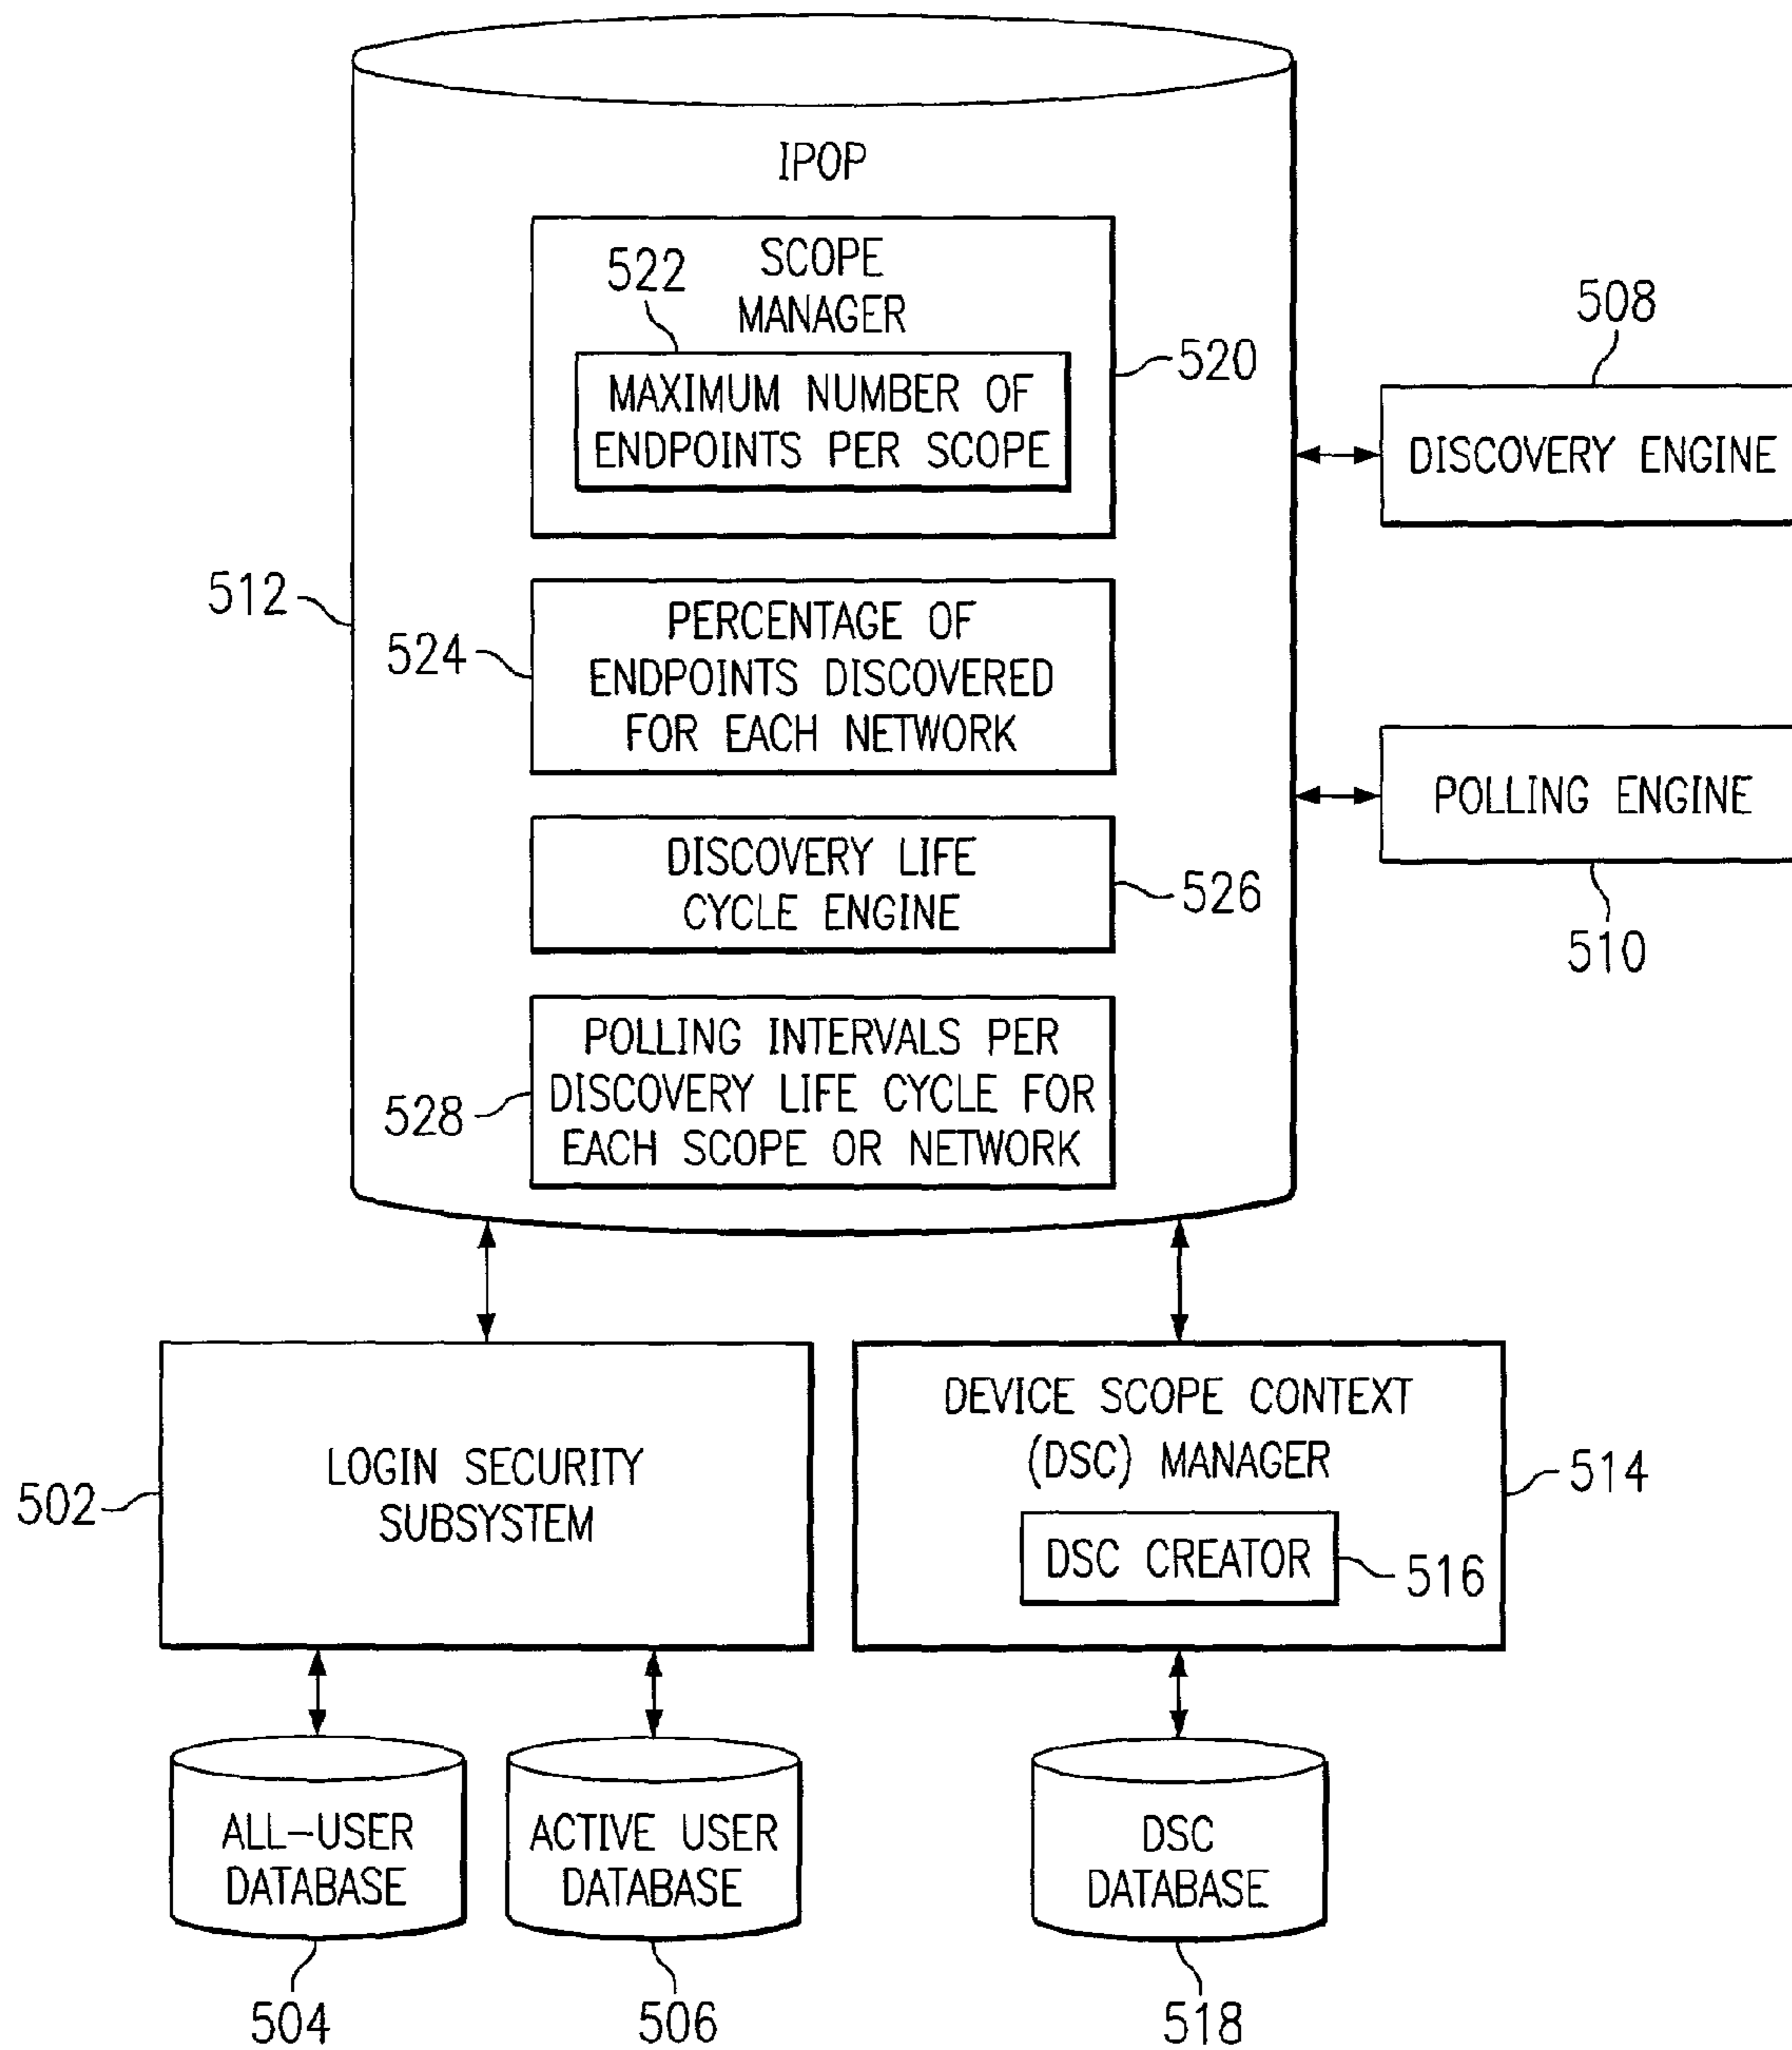 IPOP
522
SCOPE
MANAGER
520
MAXIMUM NUMBER OF
ENDPOINTS PER SCOPE
508
DISCOVERY ENGINE
512
524
PERCENTAGE OF
ENDPOINTS DISCOVERED
FOR EACH NETWORK
POLLING ENGINE
510
DISCOVERY LIFE
CYCLE ENGINE
526
528
POLLING INTERVALS PER
DISCOVERY LIFE CYCLE FOR
EACH SCOPE OR NETWORK
502
LOGIN SECURITY
SUBSYSTEM
DEVICE SCOPE CONTEXT
(DSC) MANAGER
514
DSC CREATOR
516
ALL-USER
DATABASE
504
ACTIVE USER
DATABASE
506
DSC
DATABASE
518